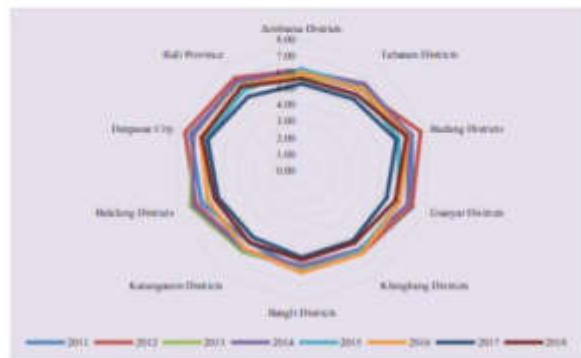 Jembrana Districts
8.00
7.00
Bali Province
Tabanan Districts
5.00
4.00
Denpasar City
3.00
Badung Districts
2.00
1.00
0.00
Buleleng Districts
Gianyar Districts
Karangasem Districts
Klungkung Districts
Bangli Districts
2011 2012 2013 2014 2015 2016 2017 2018